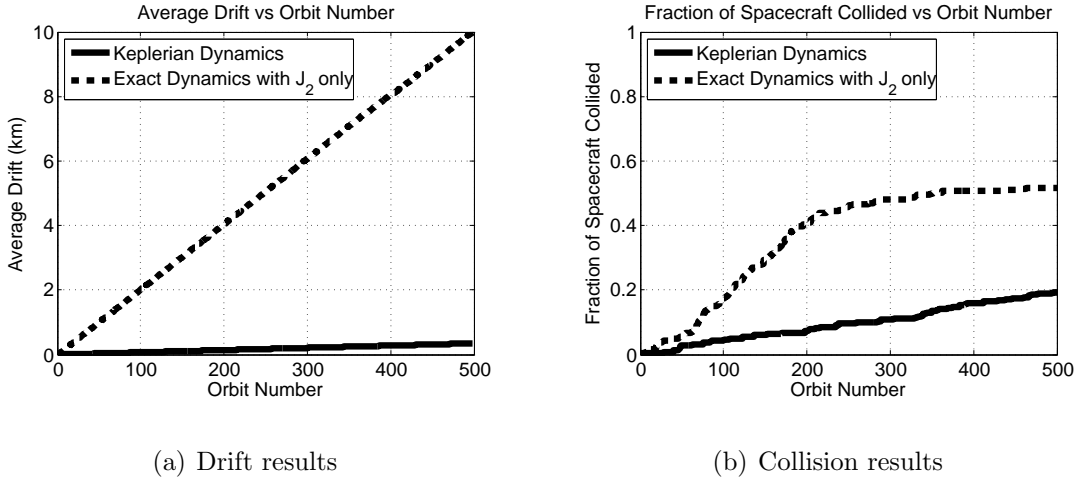 Average Drift vs Orbit Number
10
8
6
4
2
0
Average Drift (km)
Keplerian Dynamics
Exact Dynamics with J2 only
0 100 200 300 400 500
Orbit Number
(a) Drift results
Fraction of Spacecraft Collided vs Orbit Number
1
0.8
0.6
0.4
0.2
0
Fraction of Spacecraft Collided
Keplerian Dynamics
Exact Dynamics with J2 only
0 100 200 300 400 500
Orbit Number
(b) Collision results